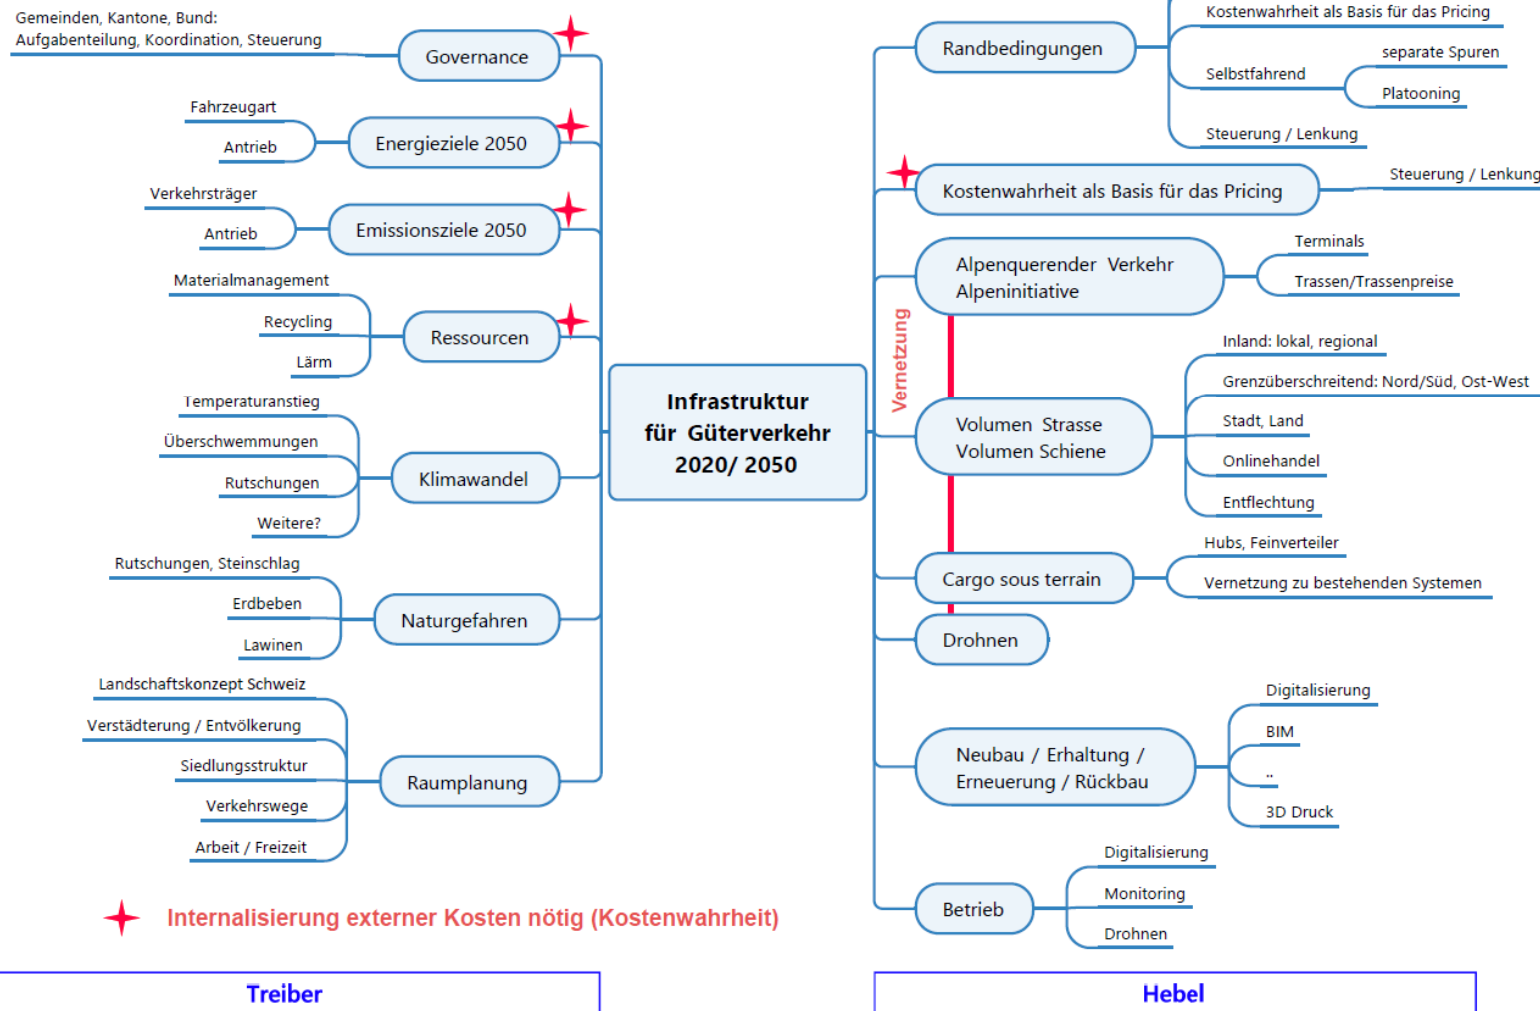 Gemeinden, Kantone, Bund:
Aufgabenteilung, Koordination, Steuerung
Governance
Fahrzeugart
Antrieb
Energieziele 2050
Verkehrsträger
Antrieb
Emissionsziele 2050
Materialmanagement
Recycling
Lärm
Ressourcen
Temperaturanstieg
Überschwemmungen
Rutschungen
Weitere?
Klimawandel
Rutschungen, Steinschlag
Erdbeben
Lawinen
Naturgefahren
Landschaftskonzept Schweiz
Verstädterung / Entvölkerung
Siedlungsstruktur
Verkehrswege
Arbeit / Freizeit
Raumplanung
Infrastruktur
für Güterverkehr
2020/ 2050
Randbedingungen
Kostenwahrheit als Basis für das Pricing
Selbstfahrend
separate Spuren
Platooning
Steuerung / Lenkung
Kostenwahrheit als Basis für das Pricing
Steuerung / Lenkung
Alpenquerender Verkehr
Alpeninitiative
Terminals
Trassen/Trassenpreise
Vernetzung
Volumen Strasse
Volumen Schiene
Inland: lokal, regional
Grenzüberschreitend: Nord/Süd, Ost-West
Stadt, Land
Onlinehandel
Entflechtung
Cargo sous terrain
Hubs, Feinverteiler
Vernetzung zu bestehenden Systemen
Drohnen
Neubau / Erhaltung /
Erneuerung / Rückbau
Digitalisierung
BIM
..
3D Druck
Betrieb
Digitalisierung
Monitoring
Drohnen
Internalisierung externer Kosten nötig (Kostenwahrheit)
Treiber
Hebel